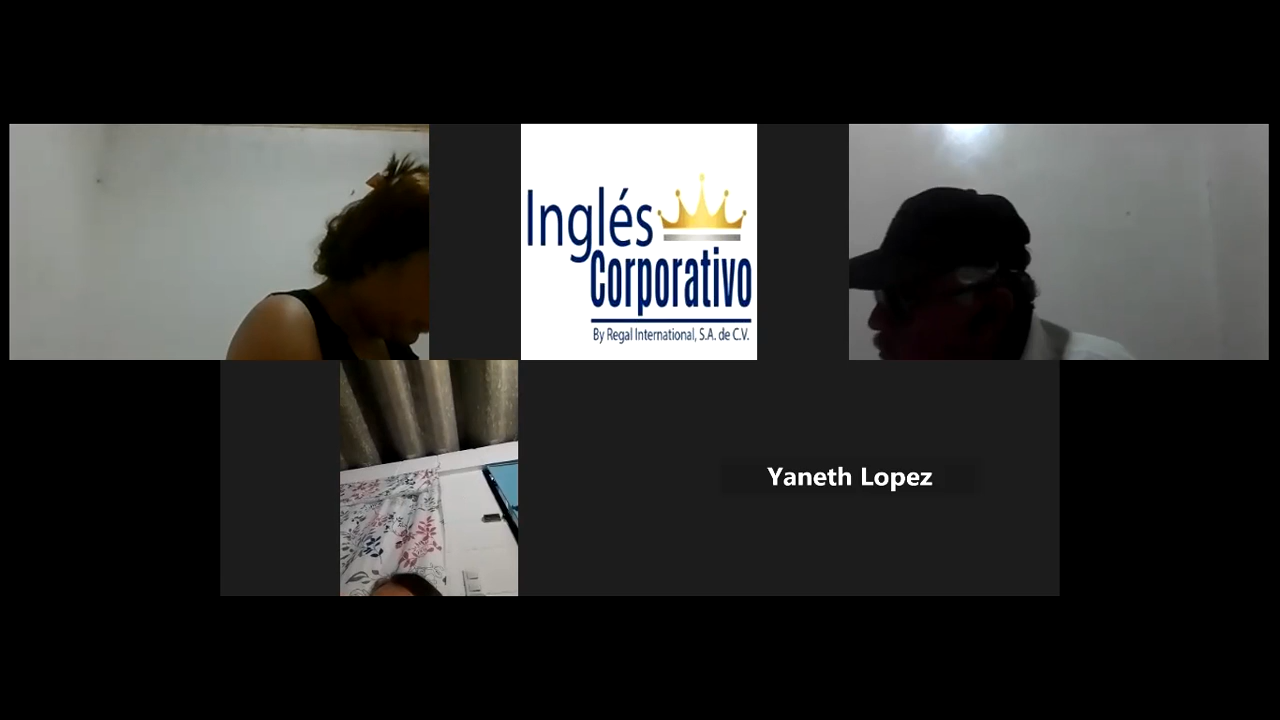 Inglés
Corporativo
By Regal International, S.A. de C.V.
Yaneth Lopez